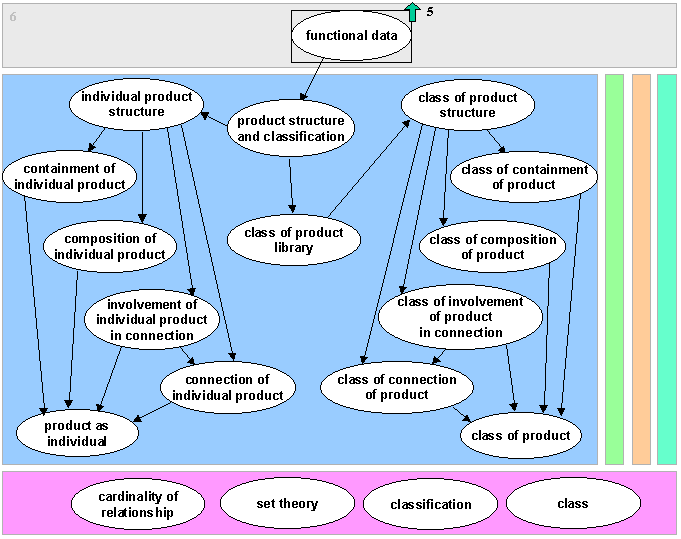 6
5
functional data
individual product
structure
product structure
and classification
class of product
structure
containment of
individual product
class of containment
of product
composition of
individual product
class of product
library
class of composition
of product
involvement of
individual product
in connection
class of involvement
of product
in connection
connection of
individual product
class of connection
of product
product as
individual
class of product
cardinality of
relationship
set theory
classification
class